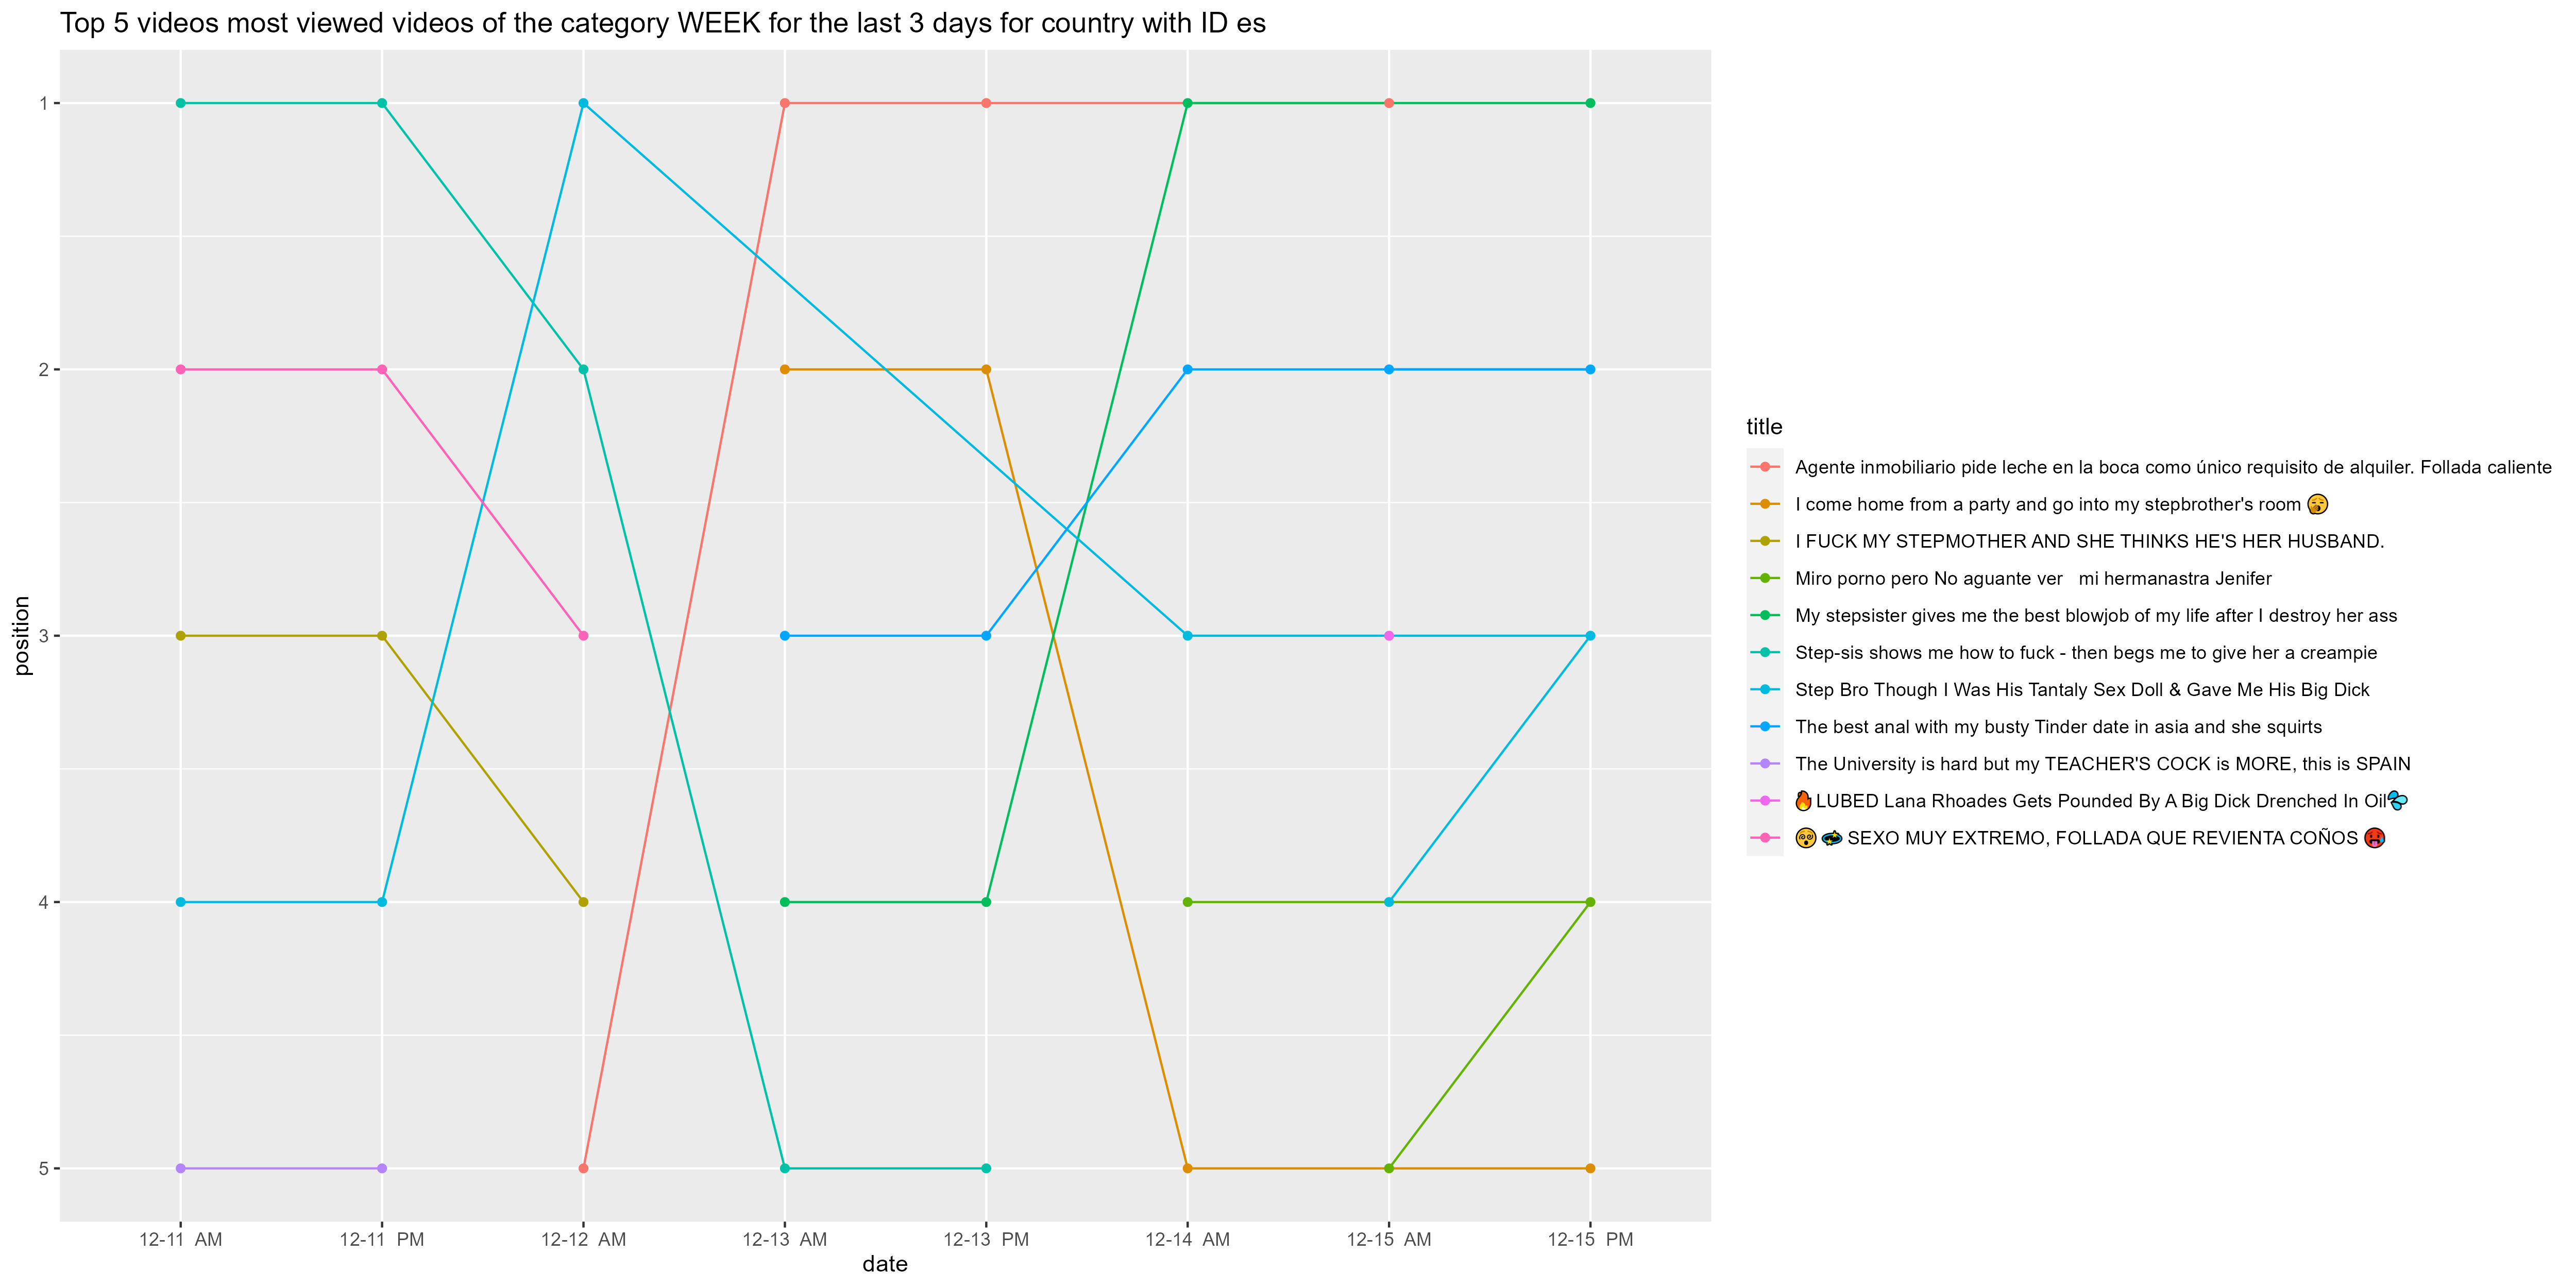 Top 5 videos most viewed videos of the category WEEK for the last 3 days for country with ID es
position
1
2
3
4
5
12-11 AM
12-11 PM
12-12 AM
12-13 AM
12-13 PM
12-14 AM
12-15 AM
12-15 PM
date
title
Agente inmobiliario pide leche en la boca como único requisito de alquiler. Follada caliente
I come home from a party and go into my stepbrother's room 🥱
I FUCK MY STEPMOTHER AND SHE THINKS HE'S HER HUSBAND.
Miro porno pero No aguante ver   mi hermanastra Jenifer
My stepsister gives me the best blowjob of my life after I destroy her ass
Step-sis shows me how to fuck - then begs me to give her a creampie
Step Bro Though I Was His Tantaly Sex Doll & Gave Me His Big Dick
The best anal with my busty Tinder date in asia and she squirts
The University is hard but my TEACHER'S COCK is MORE, this is SPAIN
🔥LUBED Lana Rhoades Gets Pounded By A Big Dick Drenched In Oil💦
😵‍💫 SEXO MUY EXTREMO, FOLLADA QUE REVIENTA COÑOS 🥵